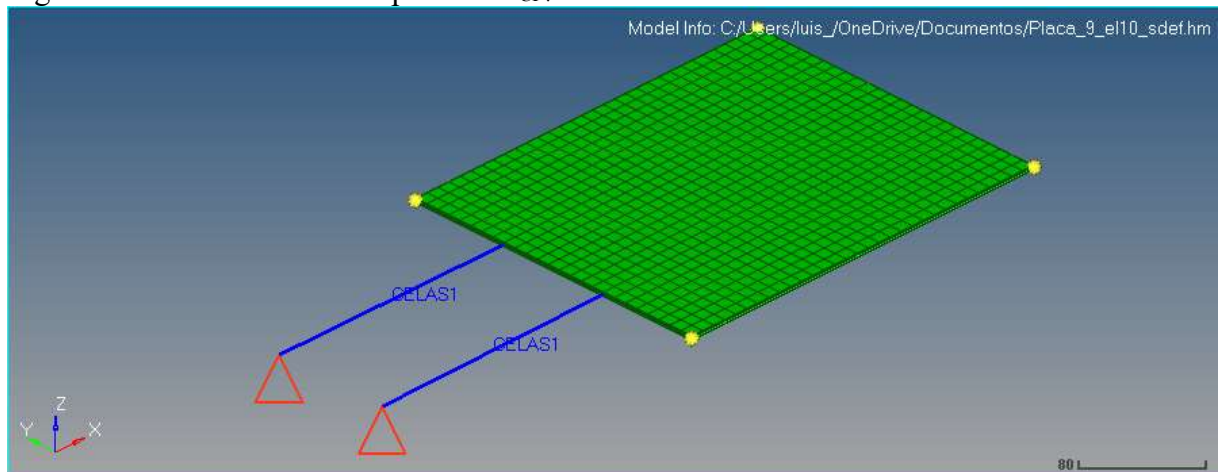 Model Info: C:/Users/luis_/OneDrive/Documentos/Placa_9_el10_sdef.hm
CELAS1
CELAS1
Z
Y
X
80